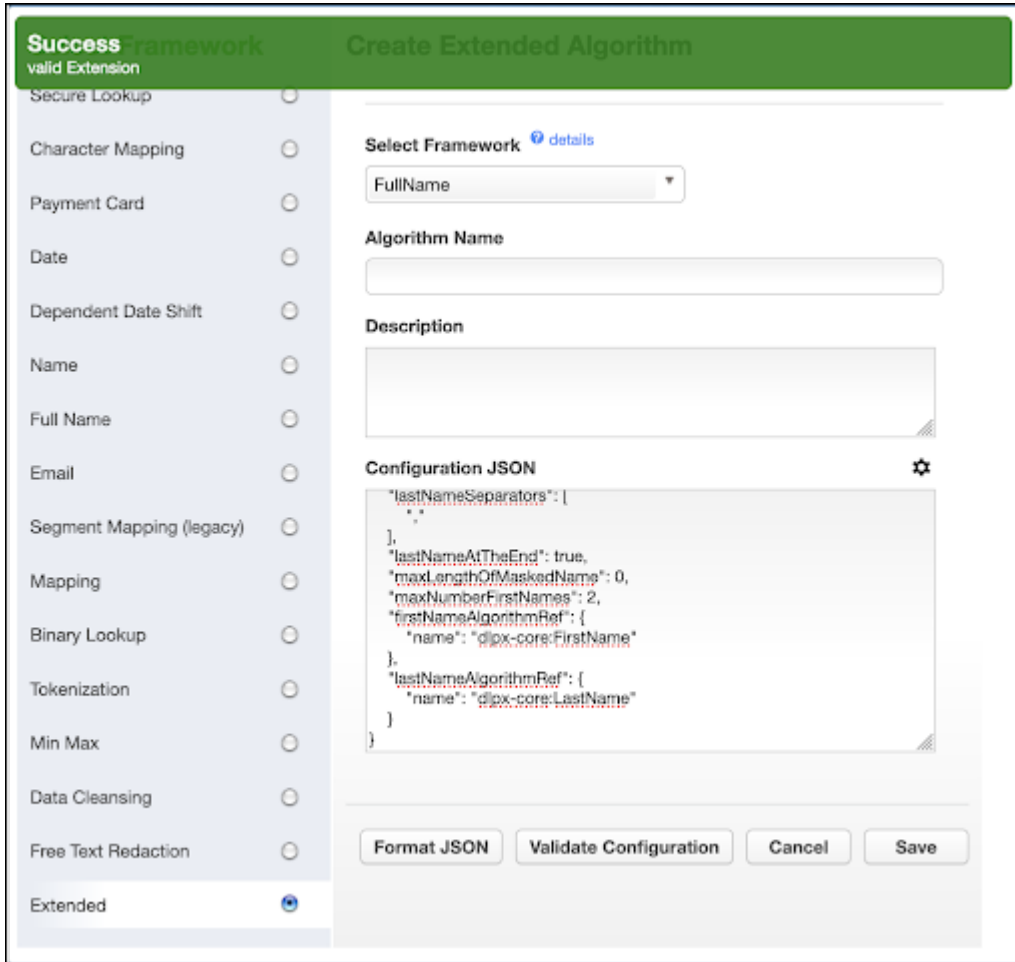 Success
Framework
Create Extended Algorithm
valid Extension
Secure Lookup
Character Mapping
Payment Card
Date
Dependent Date Shift
Name
Full Name
Email
Segment Mapping (legacy)
Mapping
Binary Lookup
Tokenization
Min Max
Data Cleansing
Free Text Redaction
Extended
Select Framework ? details
FullName
Algorithm Name
Description
Configuration JSON
"lastNameSeparators": [
","
],
"lastNameAtTheEnd": true,
"maxLengthOfMaskedName": 0,
"maxNumberFirstNames": 2,
"firstNameAlgorithmRef": {
"name": "dlpx-core:FirstName"
},
"lastNameAlgorithmRef": {
"name": "dlpx-core:LastName"
}
}
Format JSON
Validate Configuration
Cancel
Save